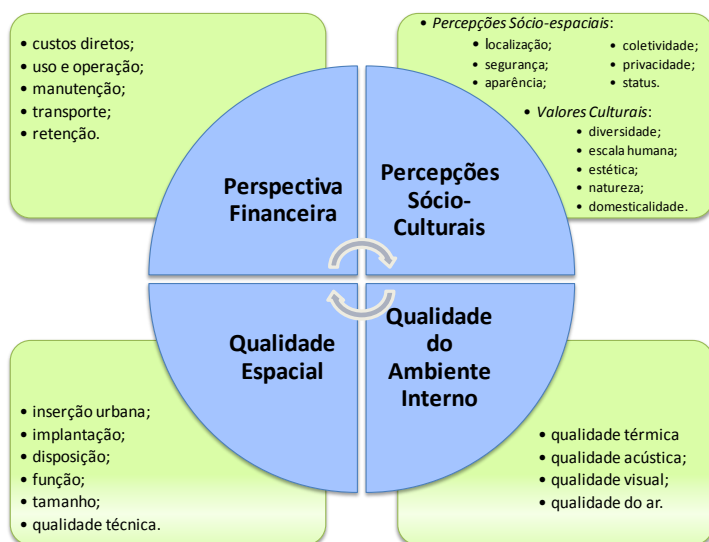 • custos diretos;
• uso e operação;
• manutenção;
• transporte;
• retenção.
• Percepções Sócio-espaciais:
• localização;
• segurança;
• aparência;
• coletividade;
• privacidade;
• status.
• Valores Culturais:
• diversidade;
• escala humana;
• estética;
• natureza;
• domesticalidade.
Perspectiva
Financeira
Percepções
Sócio-
Culturais
Qualidade
Espacial
Qualidade
do
Ambiente
Interno
• inserção urbana;
• implantação;
• disposição;
• função;
• tamanho;
• qualidade técnica.
• qualidade térmica
• qualidade acústica;
• qualidade visual;
• qualidade do ar.